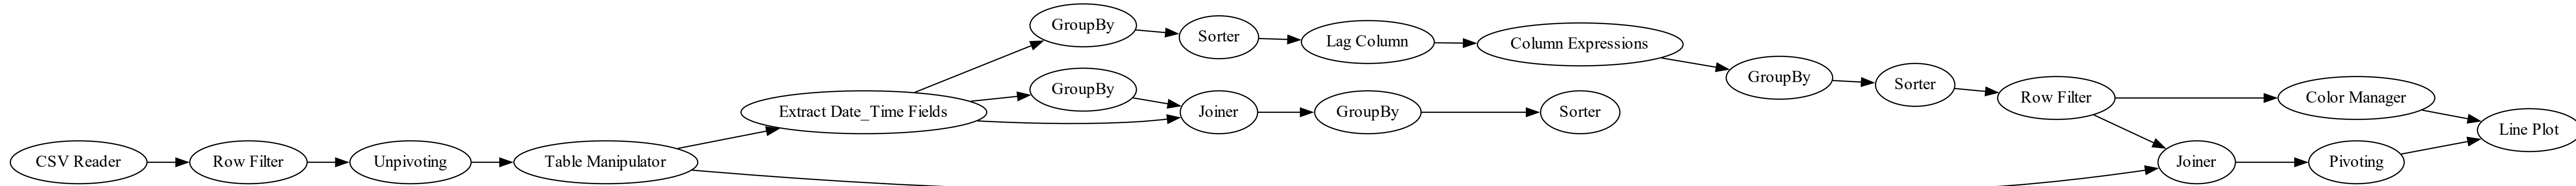 GroupBy
Sorter
Lag Column
Column Expressions
GroupBy
Sorter
Row Filter
Color Manager
Line Plot
GroupBy
Extract Date_Time Fields
Joiner
GroupBy
Sorter
CSV Reader
Row Filter
Unpivoting
Table Manipulator
Joiner
Pivoting